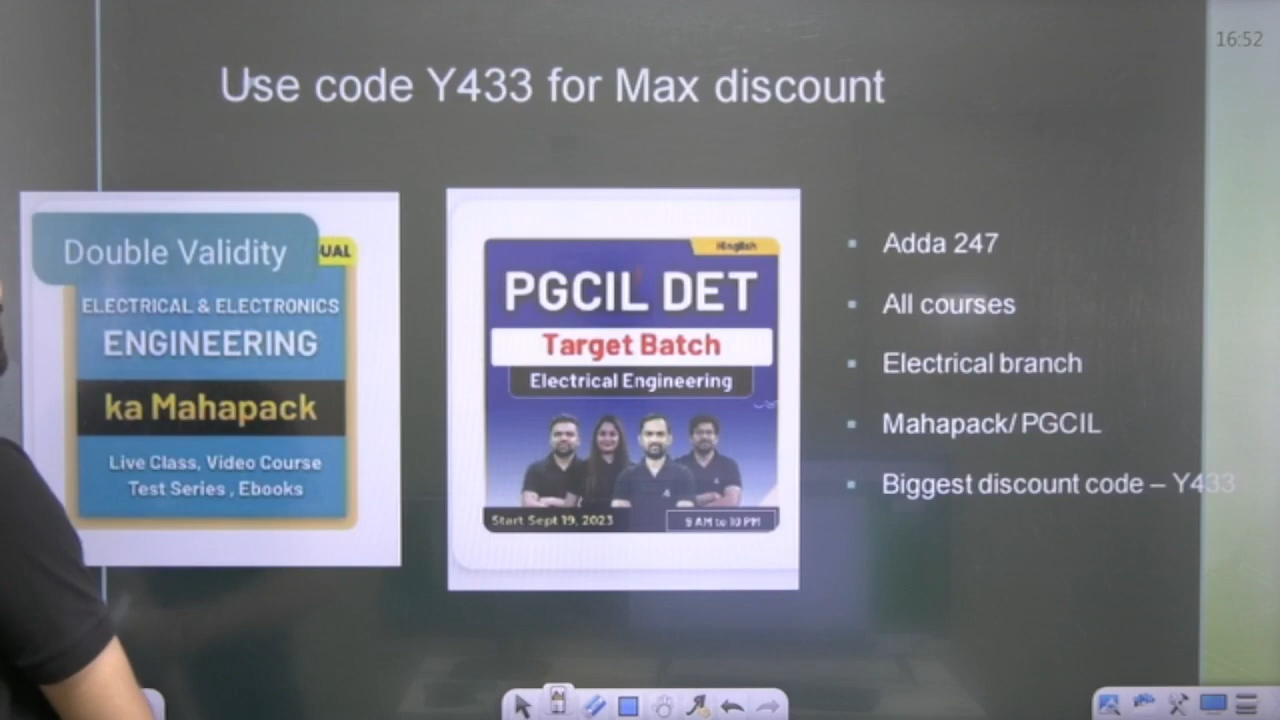 16:52
Use code Y433 for Max discount
Double Validity
UAL
ELECTRICAL & ELECTRONICS
ENGINEERING
ka Mahapack
Live Class, Video Course
Test Series , Ebooks
Hinglish
PGCIL DET
Target Batch
Electrical Engineering
Start Sept 19, 2023
9 AM to 10 PM
Adda 247
All courses
Electrical branch
Mahapack/ PGCIL
Biggest discount code – Y433